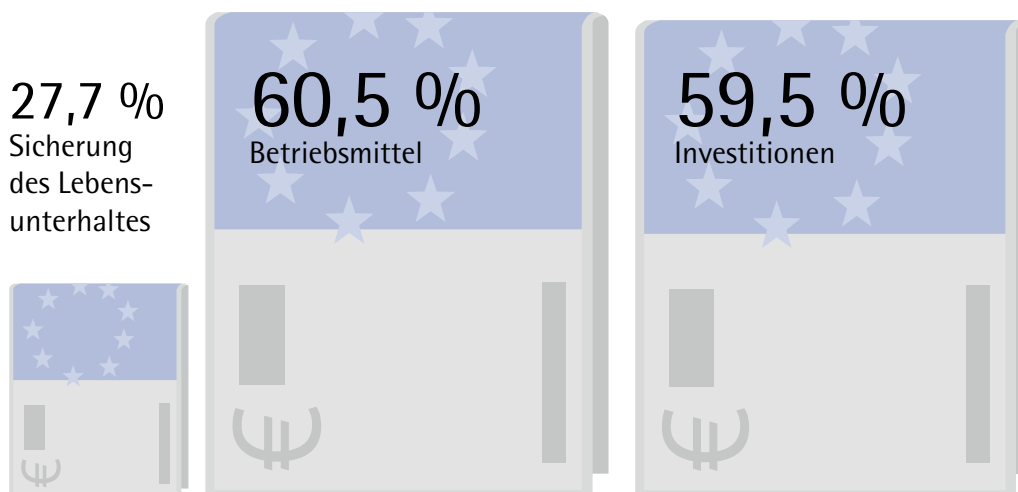 27,7 %
Sicherung
des Lebens-
unterhaltes
60,5 %
Betriebsmittel
59,5 %
Investitionen